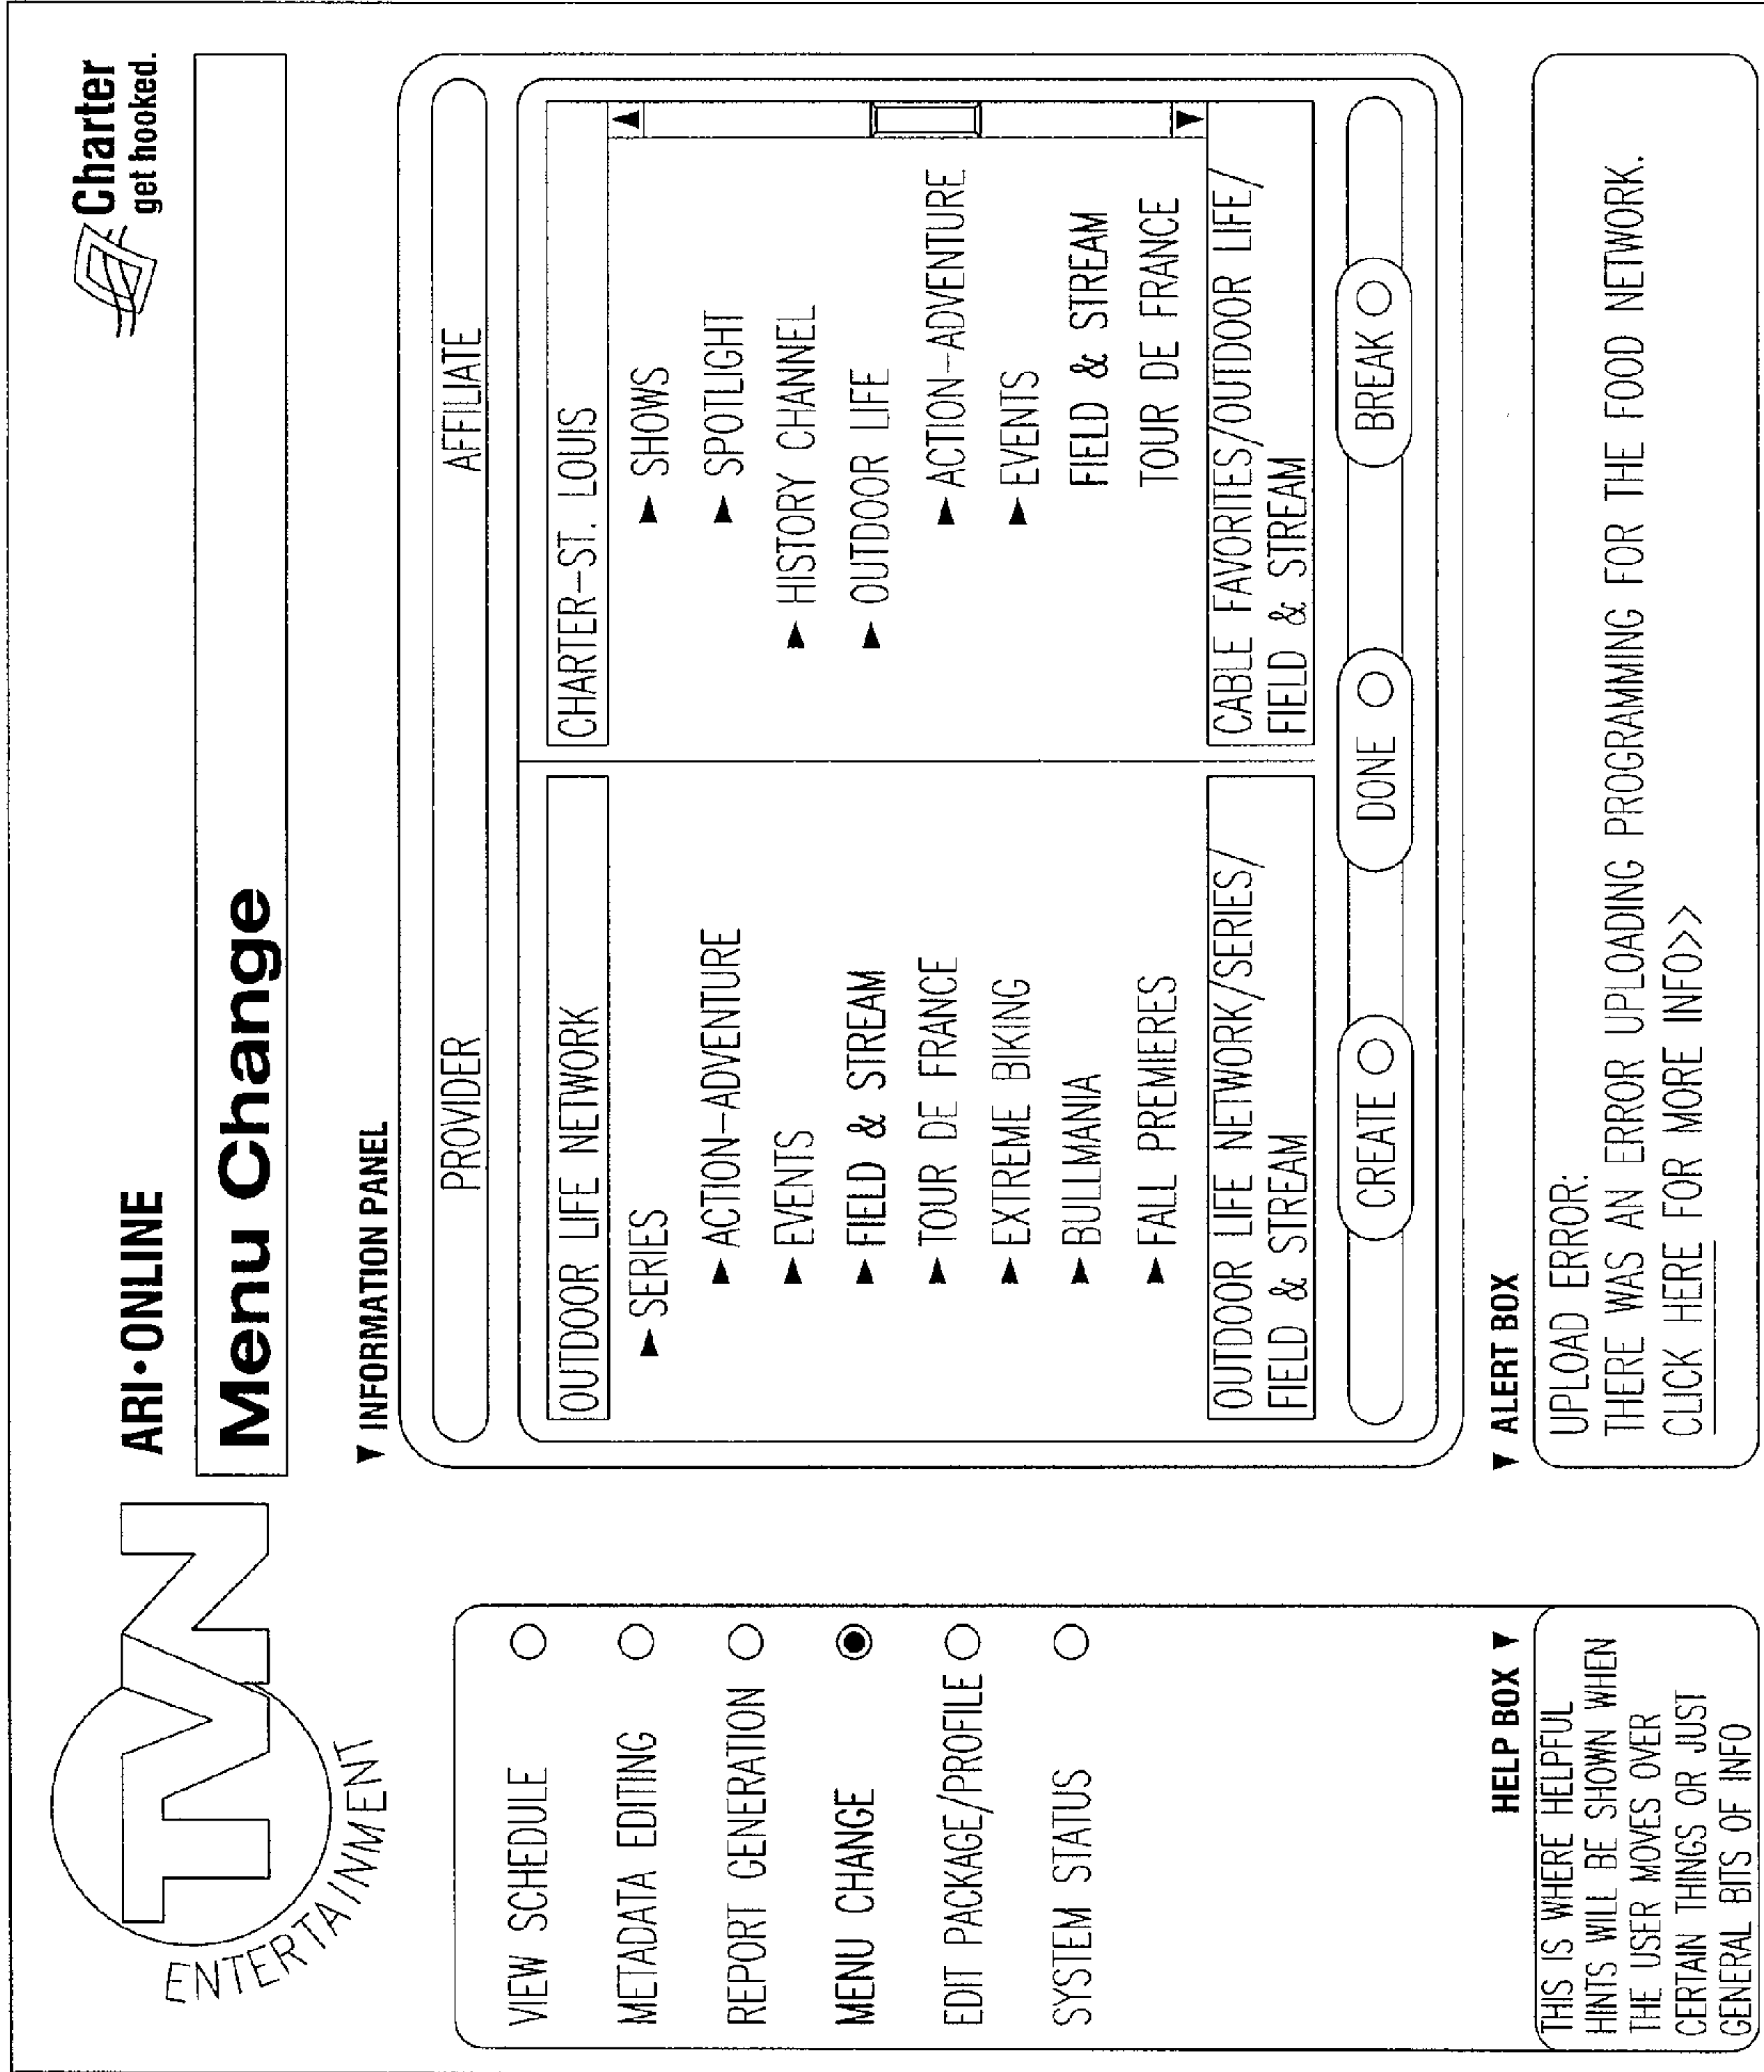 TVN
ENTERTAINMENT
ARI•ONLINE
Charter
get hooked.
Menu Change
VIEW SCHEDULE
METADATA EDITING
REPORT GENERATION
MENU CHANGE
EDIT PACKAGE/PROFILE
SYSTEM STATUS
HELP BOX ▼
THIS IS WHERE HELPFUL
HINTS WILL BE SHOWN WHEN
THE USER MOVES OVER
CERTAIN THINGS OR JUST
GENERAL BITS OF INFO
▼ INFORMATION PANEL
PROVIDER
AFFILIATE
OUTDOOR LIFE NETWORK
► SERIES
► ACTION-ADVENTURE
► EVENTS
► FIELD & STREAM
► TOUR DE FRANCE
► EXTREME BIKING
► BULLMANIA
► FALL PREMIERES
OUTDOOR LIFE NETWORK/SERIES/
FIELD & STREAM
CHARTER-ST. LOUIS
► SHOWS
► SPOTLIGHT
► HISTORY CHANNEL
► OUTDOOR LIFE
► ACTION-ADVENTURE
► EVENTS
FIELD & STREAM
TOUR DE FRANCE
CABLE FAVORITES/OUTDOOR LIFE/
FIELD & STREAM
CREATE
DONE
BREAK
▼ ALERT BOX
UPLOAD ERROR:
THERE WAS AN ERROR UPLOADING PROGRAMMING FOR THE FOOD NETWORK.
CLICK HERE FOR MORE INFO>>